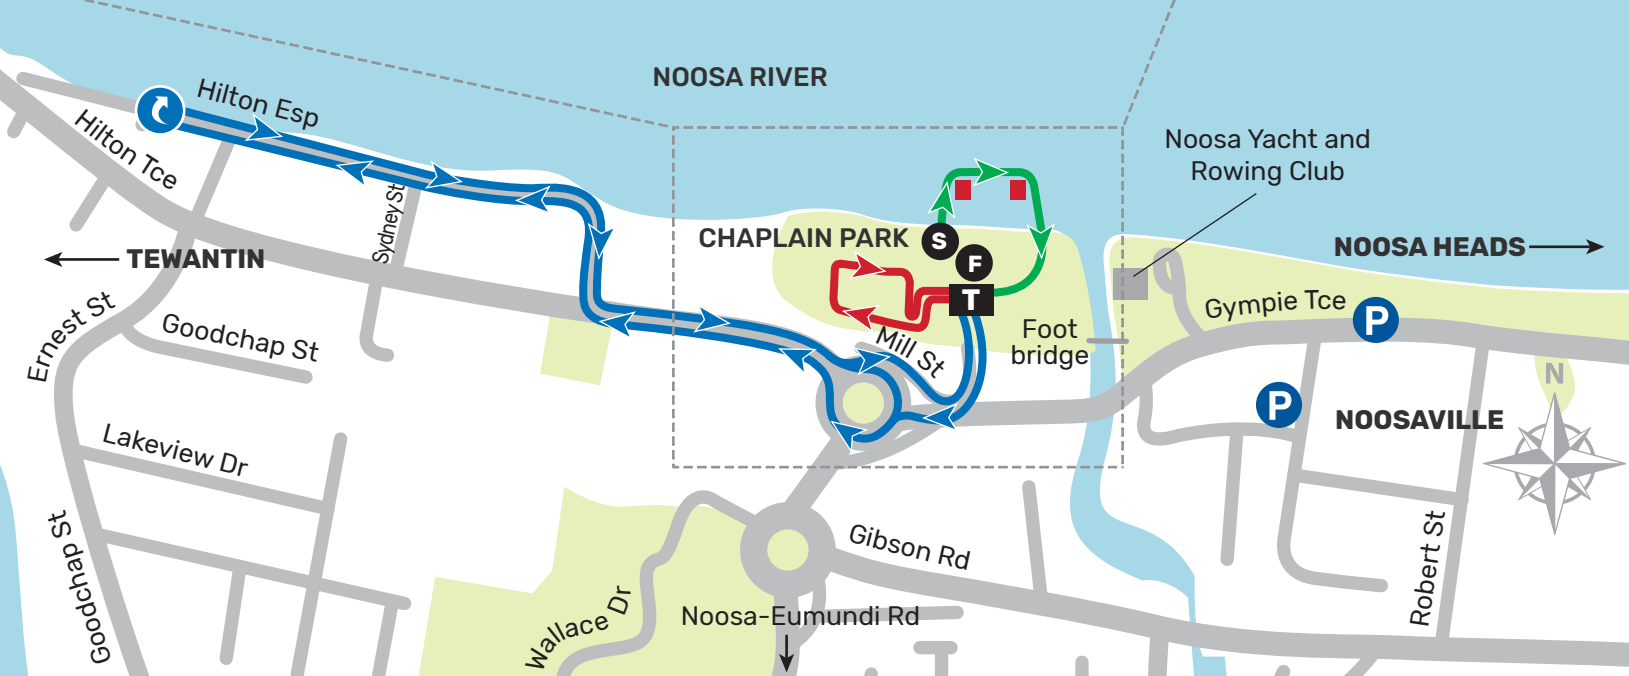 NOOSA RIVER
Hilton Esp
Hilton Tce
Noosa Yacht and
Rowing Club
Sydney St
CHAPLAIN PARK
S
F
T
NOOSA HEADS
TEWANTIN
Gympie Tce
P
Ernest St
Goodchap St
Mill St
Foot
bridge
N
P
NOOSAVILLE
Lakeview Dr
Goodchap St
Gibson Rd
Robert St
Wallace Dr
Noosa-Eumundi Rd